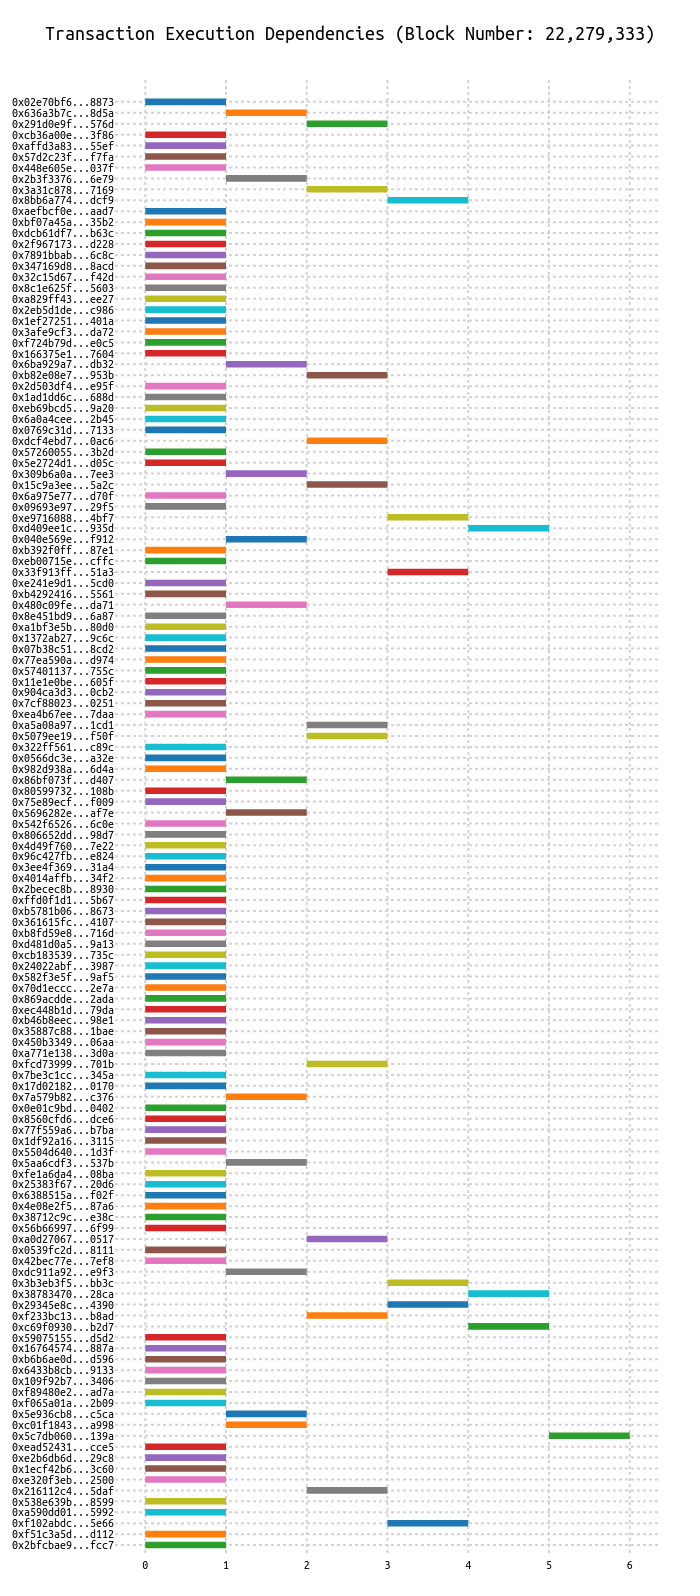 Transaction Execution Dependencies (Block Number: 22,279,333)
0x02e70bf6...8873
0x636a3b7c...8d5a
0x291d0e9f...576d
0xcb36a00e...3f86
0xaffd3a83...55ef
0x57d2c23f...f7fa
0x448e605e...037f
0x2b3f3376...6e79
0x3a31c878...7169
0x8bb6a774...dcf9
0xaefbcf0e...aad7
0xbf07a45a...35b2
0xdcb61df7...b63c
0x2f967173...d228
0x7891bbab...6c8c
0x347169d8...8acd
0x32c15d67...f42d
0x8c1e625f...5603
0xa829ff43...ee27
0x2eb5d1de...c986
0x1ef27251...401a
0x3afe9cf3...da72
0xf724b79d...e0c5
0x166375e1...7604
0x6ba929a7...db32
0xb82e08e7...953b
0x2d503df4...e95f
0x1ad1dd6c...688d
0xeb69bcd5...9a20
0x6a0a4cee...2b45
0x0769c31d...7133
0xdcf4ebd7...0ac6
0x57260055...3b2d
0x5e2724d1...d05c
0x309b6a0a...7ee3
0x15c9a3ee...5a2c
0x6a975e77...d70f
0x09693e97...29f5
0xe9716088...4bf7
0xd409ee1c...935d
0x040e569e...f912
0xb392f0ff...87e1
0xeb00715e...cffc
0x33f913ff...51a3
0xe241e9d1...5cd0
0xb4292416...5561
0x480c09fe...da71
0x8e451bd9...6a87
0xa1bf3e5b...80d0
0x1372ab27...9c6c
0x07b38c51...8cd2
0x77ea590a...d974
0x57401137...755c
0x11e1e0be...605f
0x904ca3d3...0cb2
0x7cf88023...0251
0xea4b67ee...7daa
0xa5a08a97...1cd1
0x5079ee19...f50f
0x322ff561...c89c
0x0566dc3e...a32e
0x982d938a...6d4a
0x86bf073f...d407
0x80599732...108b
0x75e89ecf...f009
0x5696282e...af7e
0x542f6526...6c0e
0x806652dd...98d7
0x4d49f760...7e22
0x96c427fb...e824
0x3ee4f369...31a4
0x4014affb...34f2
0x2becec8b...8930
0xffd0f1d1...5b67
0xb5781b06...8673
0x361615fc...4107
0xb8fd59e8...716d
0xd481d0a5...9a13
0xcb183539...735c
0x24022abf...3987
0x582f3e5f...9af5
0x70d1eccc...2e7a
0x869acdde...2ada
0xec448b1d...79da
0xb46b8eec...98e1
0x35887c88...1bae
0x450b3349...06aa
0xa771e138...3d0a
0xfcd73999...701b
0x7be3c1cc...345a
0x17d02182...0170
0x7a579b82...c376
0x0e01c9bd...0402
0x8560cfd6...dce6
0x77f559a6...b7ba
0x1df92a16...3115
0x5504d640...1d3f
0x5aa6cdf3...537b
0xfe1a6da4...08ba
0x25383f67...20d6
0x6388515a...f02f
0x4e08e2f5...87a6
0x38712c9c...e38c
0x56b66997...6f99
0xa0d27067...0517
0x0539fc2d...8111
0x42bec77e...7ef8
0xdc911a92...e9f3
0x3b3eb3f5...bb3c
0x38783470...28ca
0x29345e8c...4390
0xf233bc13...b8ad
0xc69f0930...b2d7
0x59075155...d5d2
0x16764574...887a
0xb6b6ae0d...d596
0x6433b8cb...9133
0x109f92b7...3406
0xf89480e2...ad7a
0xf065a01a...2b09
0x5e936cb8...c5ca
0xc01f1843...a998
0x5c7db060...139a
0xead52431...cce5
0xe2b6db6d...29c8
0x1ecf42b6...3c60
0xe320f3eb...2500
0x216112c4...5daf
0x538e639b...8599
0xa590dd01...5992
0xf102abdc...5e66
0xf51c3a5d...d112
0x2bfcbae9...fcc7
0 1 2 3 4 5 6